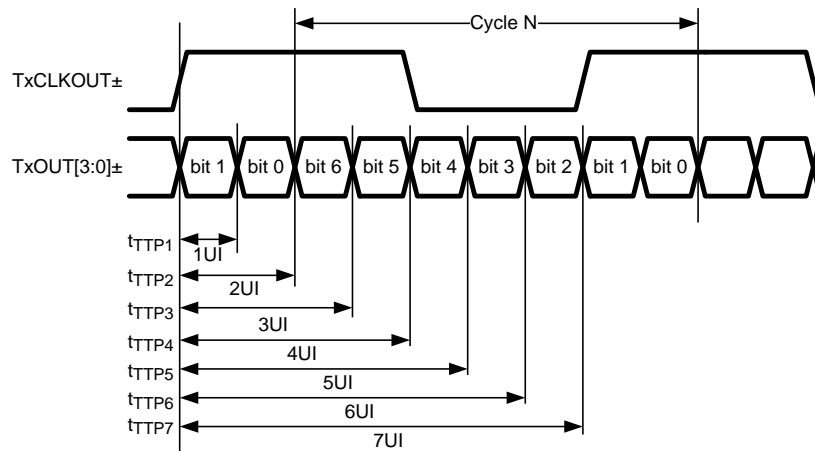 Cycle N
TxCLKOUT±
TxOUT[3:0]± bit 1 bit 0 bit 6 bit 5 bit 4 bit 3 bit 2 bit 1 bit 0
tTTP1 1UI
tTTP2 2UI
tTTP3 3UI
tTTP4 4UI
tTTP5 5UI
tTTP6 6UI
tTTP7 7UI